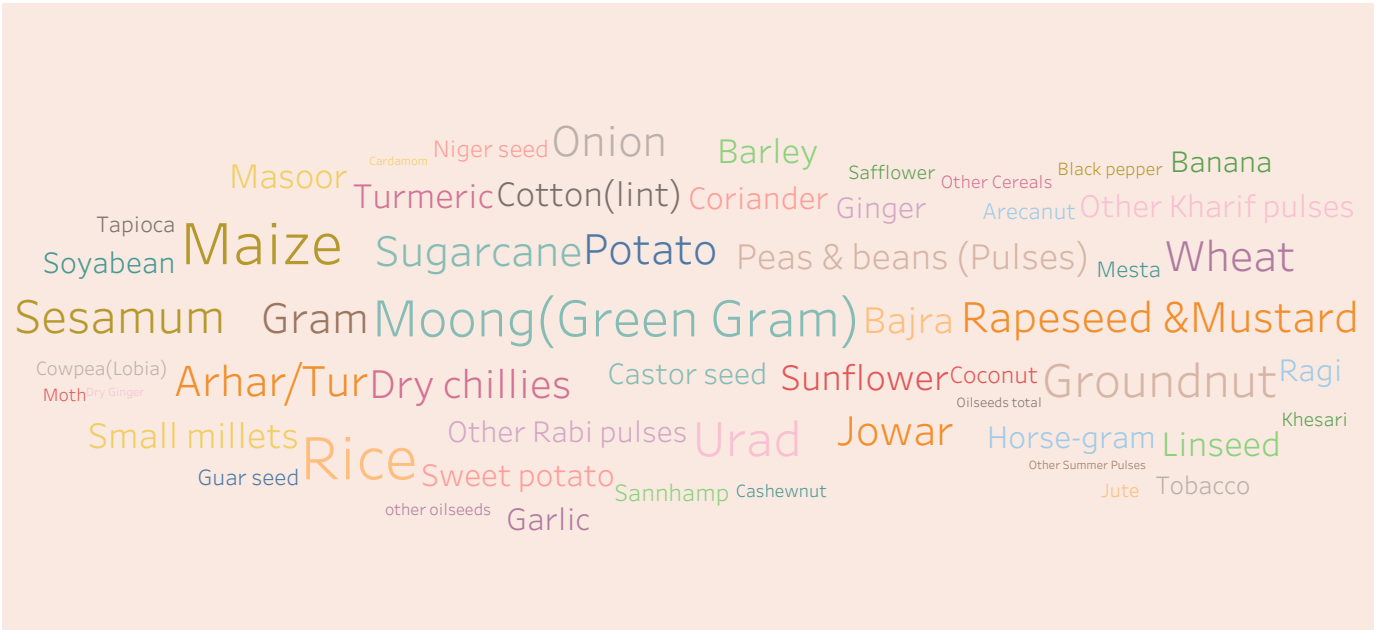 Niger seed Onion Barley
Cardamom
Masoor Safflower Black pepper Banana
Turmeric Cotton(lint) Coriander Other Cereals
Ginger Arecanut Other Kharif pulses
Tapioca
Soyabean Maize Sugarcane Potato Peas & beans (Pulses) Mesta Wheat
Sesamum Gram Moong(Green Gram) Bajra Rapeseed &Mustard
Cowpea(Lobia) Arhar/Tur Dry chillies Castor seed Sunflower Coconut Groundnut Ragi
Moth Dry Ginger Oilseeds total
Small millets Other Rabi pulses Urad Jowar Horse-gram Linseed Khesari
Guar seed Rice Sweet potato Other Summer Pulses
Sannhamp Cashewnut Jute Tobacco
other oilseeds Garlic